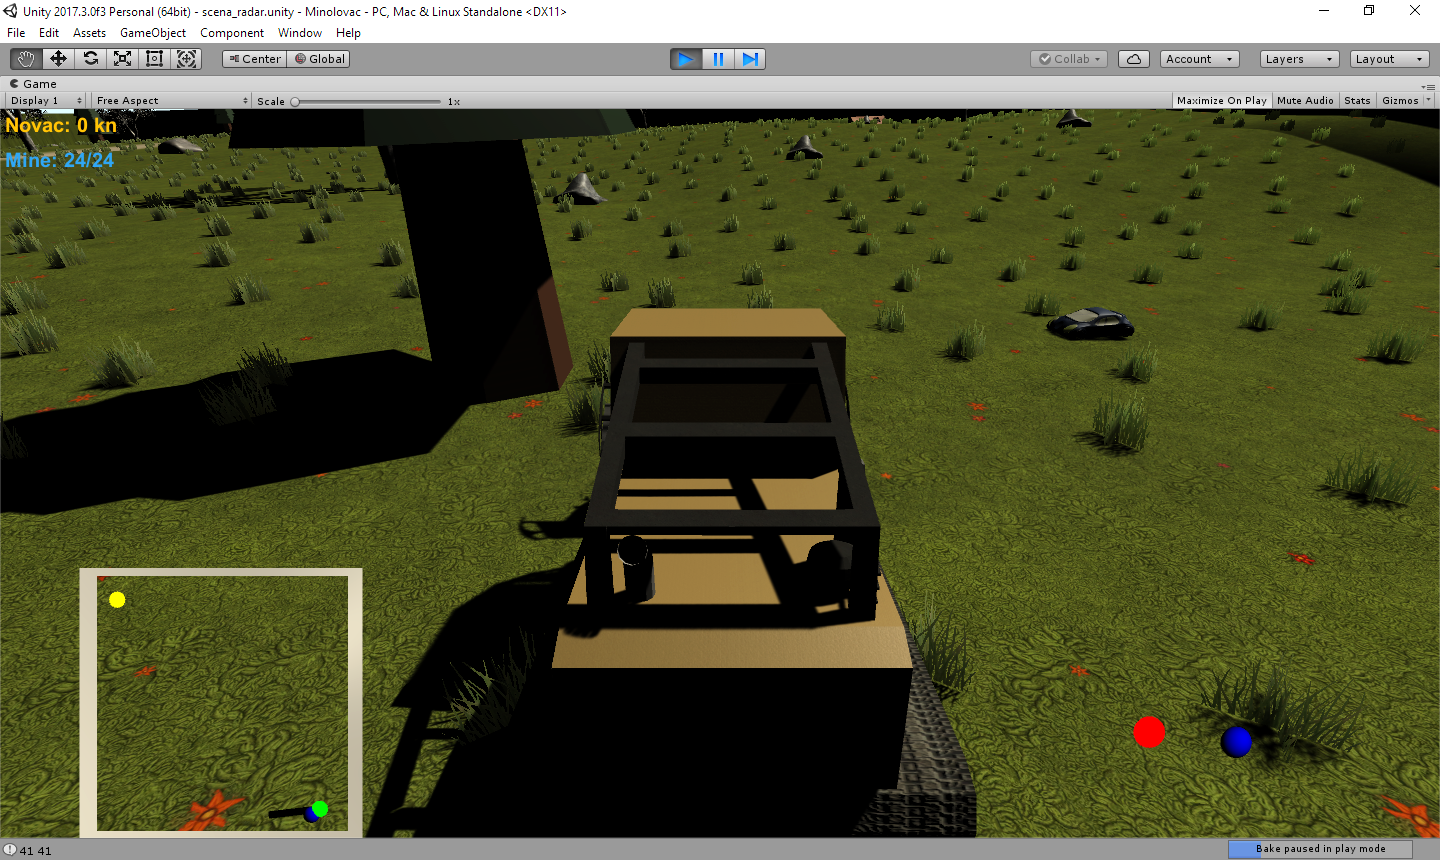 Unity 2017.3.0f3 Personal (64bit) - scena_radar.unity - Minolovac - PC, Mac & Linux Standalone <DX11>
File Edit Assets GameObject Component Window Help
Center Global Collab Account Layers Layout
Game
Display 1 Free Aspect Scale 1x Maximize On Play Mute Audio Stats Gizmos
Novac: 0 kn
Mine: 24/24
41 41 Bake paused in play mode